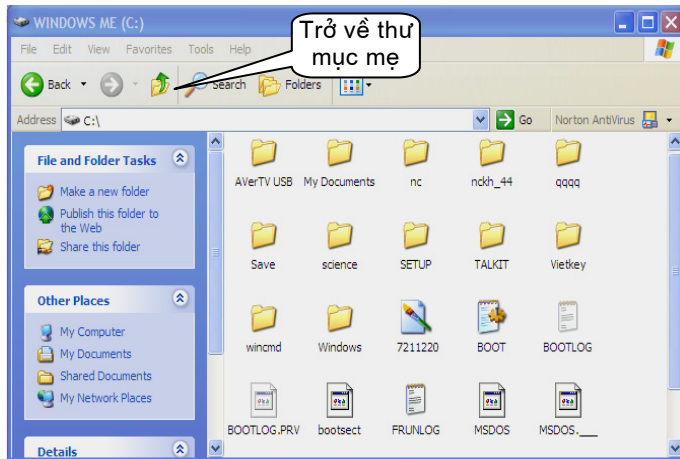 WINDOWS ME (C:)
Trở về thư
mục mẹ
File Edit View Favorites Tools Help
Back Search Folders
Address C:\ Go Norton AntiVirus
File and Folder Tasks
Make a new folder
Publish this folder to
the Web
Share this folder
Other Places
My Computer
My Documents
Shared Documents
My Network Places
Details
AVerTV USB My Documents nc nckh_44 qqqq
Save science SETUP TALKIT Vietkey
wincmd Windows 7211220 BOOT BOOTLOG
BOOTLOG.PRV bootsect FRUNLOG MSDOS MSDOS.___